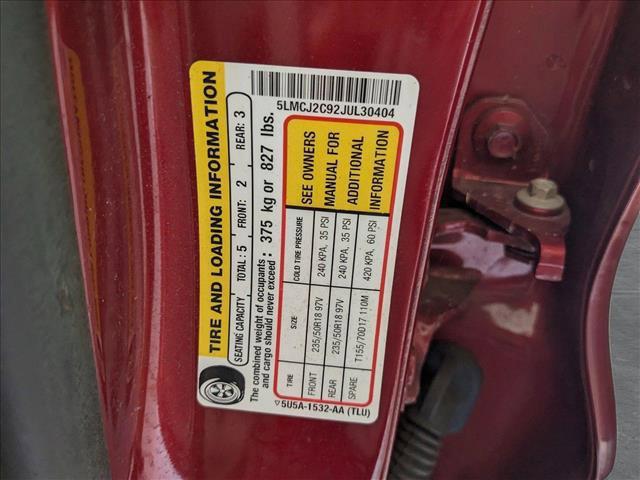 TIRE AND LOADING INFORMATION
SEATING CAPACITY TOTAL: 5 FRONT: 2 REAR: 3
The combined weight of occupants and cargo should never exceed: 375 kg or 827 lbs.
TIRE SIZE COLD TIRE PRESSURE
FRONT 235/50R18 97V 240 KPA, 35 PSI
REAR 235/50R18 97V 240 KPA, 35 PSI
SPARE T155/70D17 110M 420 KPA, 60 PSI
SEE OWNERS
MANUAL FOR
ADDITIONAL
INFORMATION
5LMCJ2C92JUL30404
▽5U5A-1532-AA (TLU)